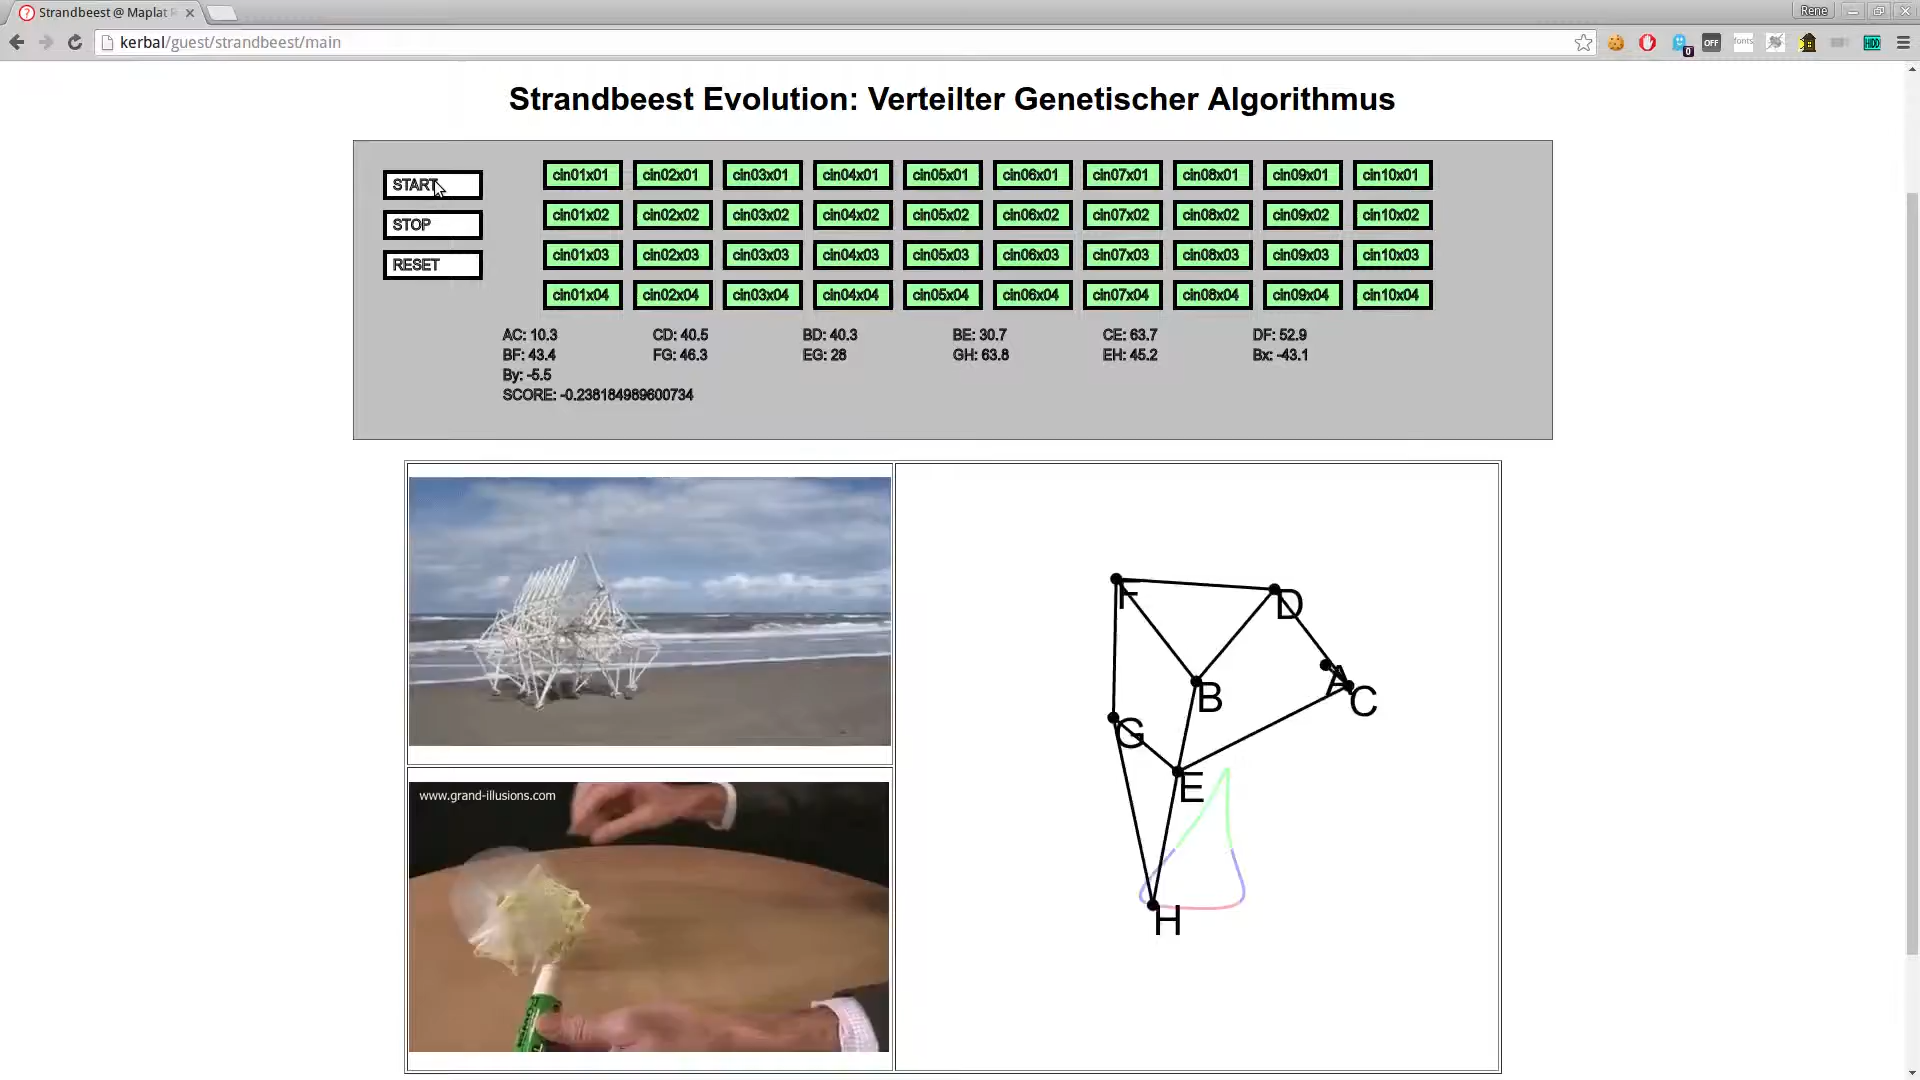 Strandbeest @ Maplat
Rene
kerbal/guest/strandbeest/main
0
OFF
fonts
HDD
Strandbeest Evolution: Verteilter Genetischer Algorithmus
START
STOP
RESET
cin01x01 cin02x01 cin03x01 cin04x01 cin05x01 cin06x01 cin07x01 cin08x01 cin09x01 cin10x01
cin01x02 cin02x02 cin03x02 cin04x02 cin05x02 cin06x02 cin07x02 cin08x02 cin09x02 cin10x02
cin01x03 cin02x03 cin03x03 cin04x03 cin05x03 cin06x03 cin07x03 cin08x03 cin09x03 cin10x03
cin01x04 cin02x04 cin03x04 cin04x04 cin05x04 cin06x04 cin07x04 cin08x04 cin09x04 cin10x04
AC: 10.3 CD: 40.5 BD: 40.3 BE: 30.7 CE: 63.7 DF: 52.9
BF: 43.4 FG: 46.3 EG: 28 GH: 63.8 EH: 45.2 Bx: -43.1
By: -5.5
SCORE: -0.238184989600734
www.grand-illusions.com
F
D
A
B
C
G
E
H